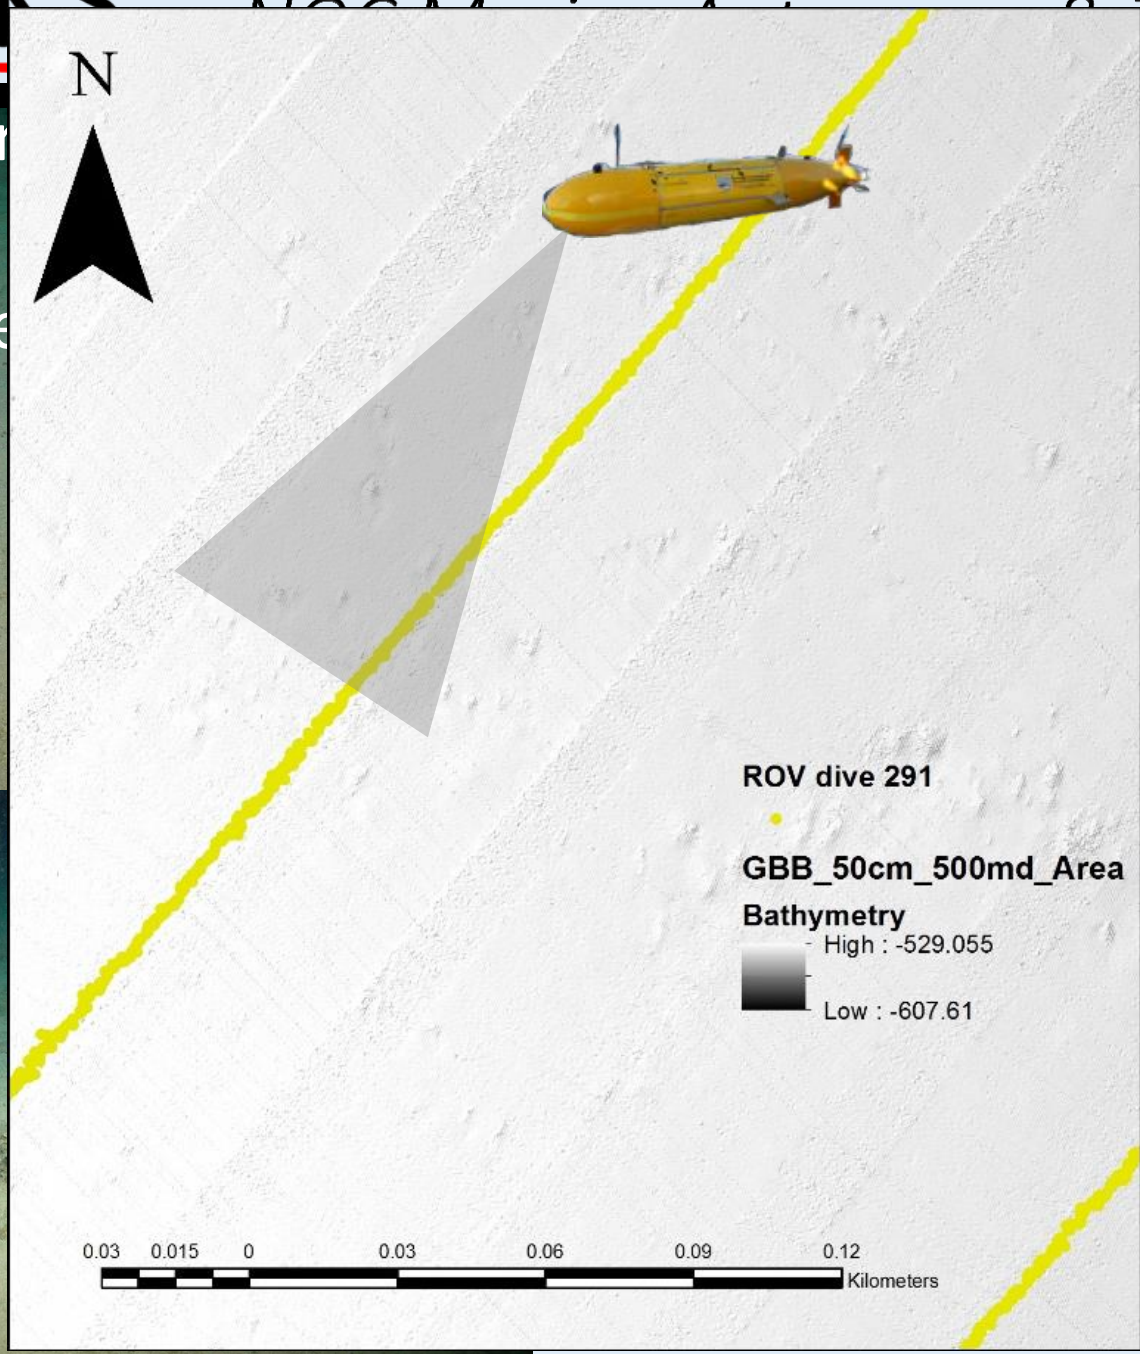 N
ROV dive 291
GBB_50cm_500md_Area
Bathymetry
High : -529.055
Low : -607.61
0.03 0.015 0 0.03 0.06 0.09 0.12
Kilometers